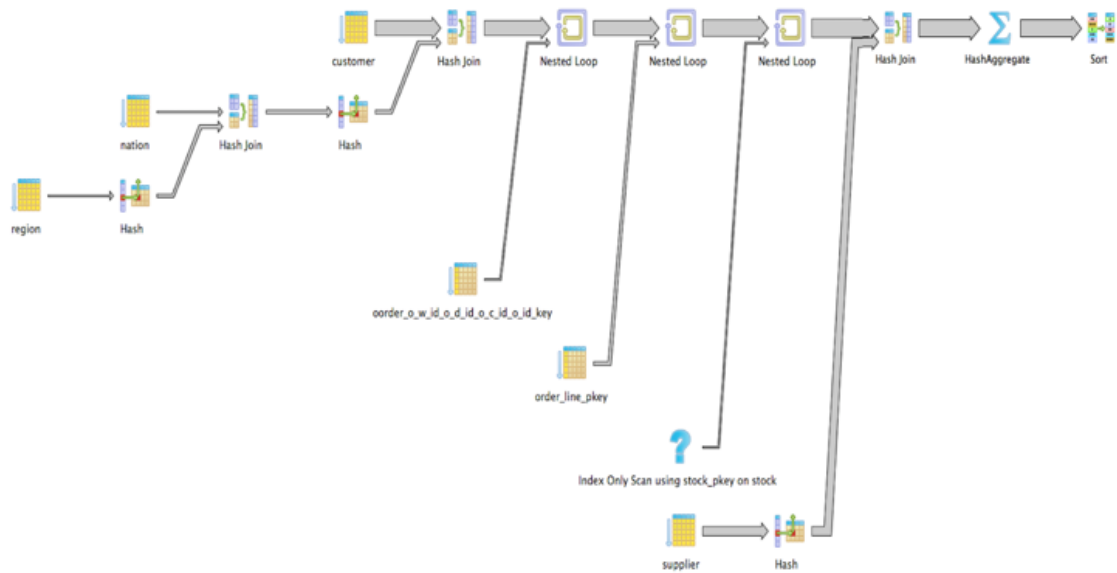 customer
Hash Join
Nested Loop
Nested Loop
Nested Loop
Hash Join
HashAggregate
Sort
nation
Hash Join
Hash
region
Hash
oorder_o_w_id_o_d_id_o_c_id_o_id_key
order_line_pkey
Index Only Scan using stock_pkey on stock
supplier
Hash